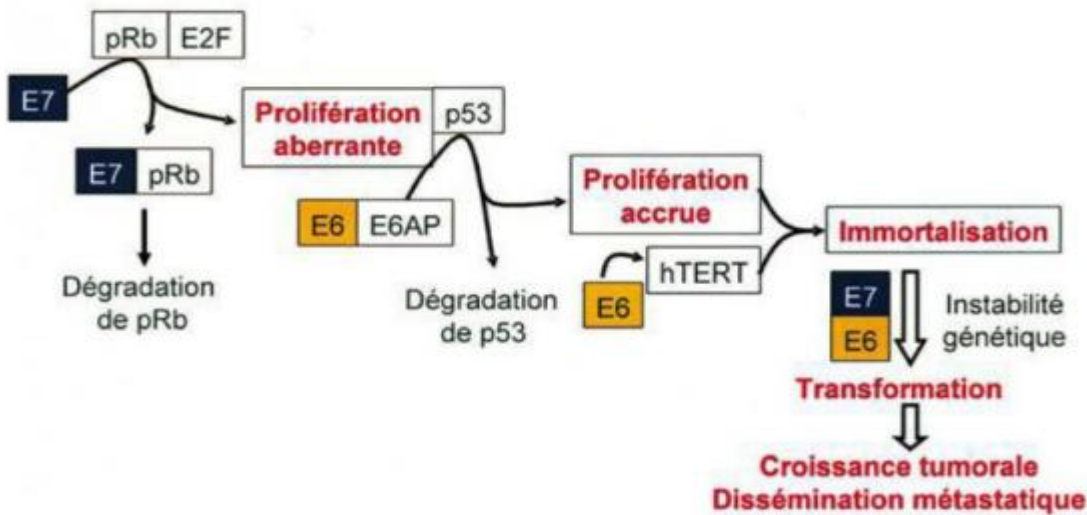 pRb E2F
E7
Prolifération
aberrante
p53
E7 pRb
Prolifération
accrue
E6 E6AP
Immortalisation
hTERT
Dégradation
de pRb
Dégradation
de p53
E6
E7
E6
Instabilité
génétique
Transformation
Croissance tumorale
Dissémination métastatique